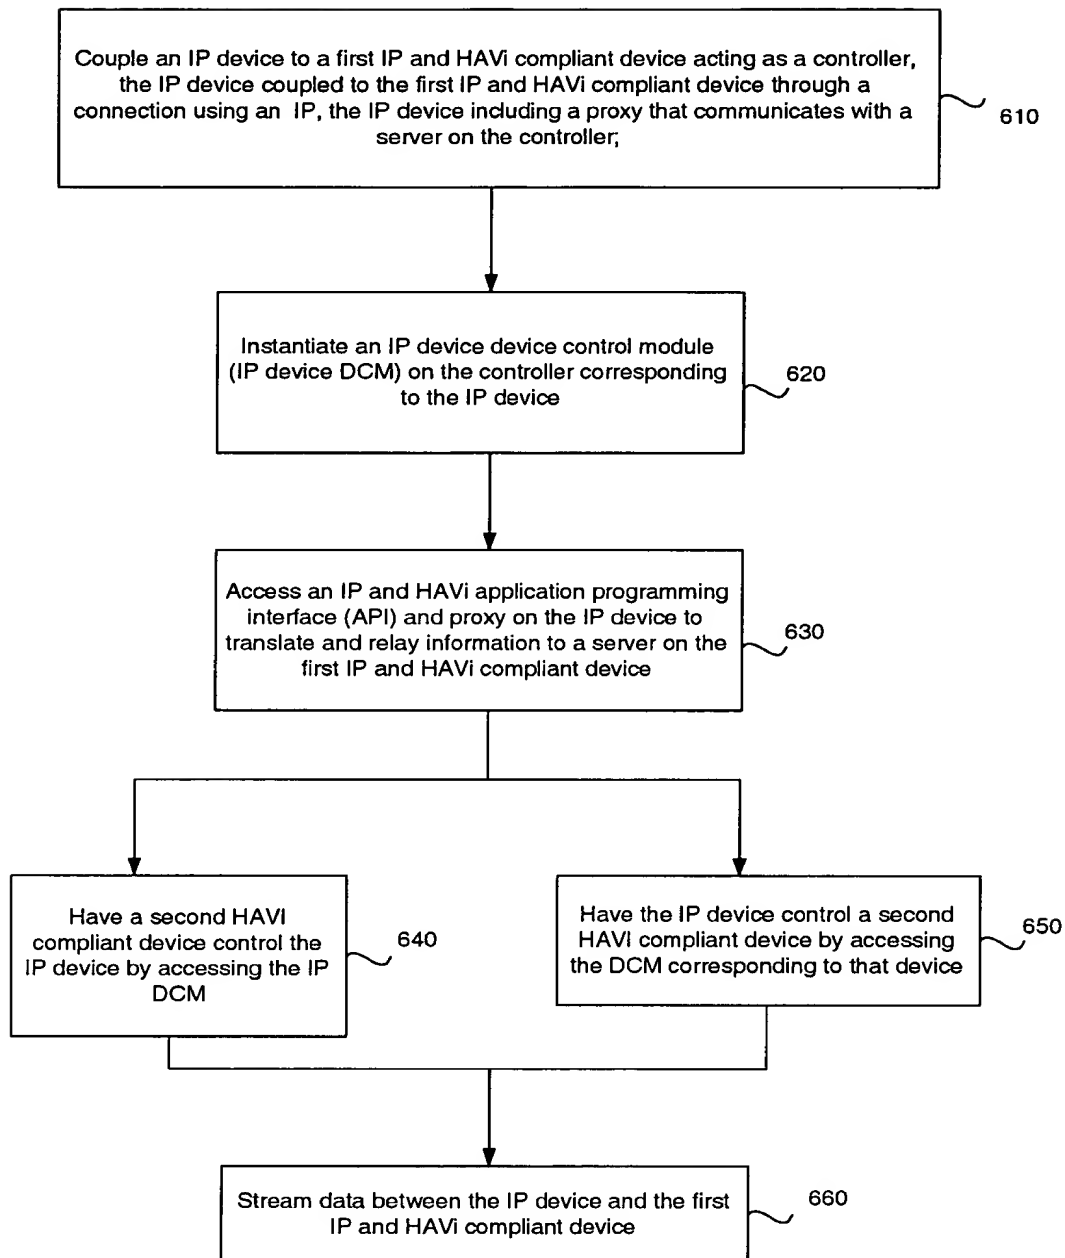 Couple an IP device to a first IP and HAVi compliant device acting as a controller,
the IP device coupled to the first IP and HAVi compliant device through a
connection using an IP, the IP device including a proxy that communicates with a
server on the controller;
610
Instantiate an IP device device control module
(IP device DCM) on the controller corresponding
to the IP device
620
Access an IP and HAVi application programming
interface (API) and proxy on the IP device to
translate and relay information to a server on the
first IP and HAVi compliant device
630
Have a second HAVI
compliant device control the
IP device by accessing the IP
DCM
640
Have the IP device control a second
HAVI compliant device by accessing
the DCM corresponding to that device
650
Stream data between the IP device and the first
IP and HAVi compliant device
660